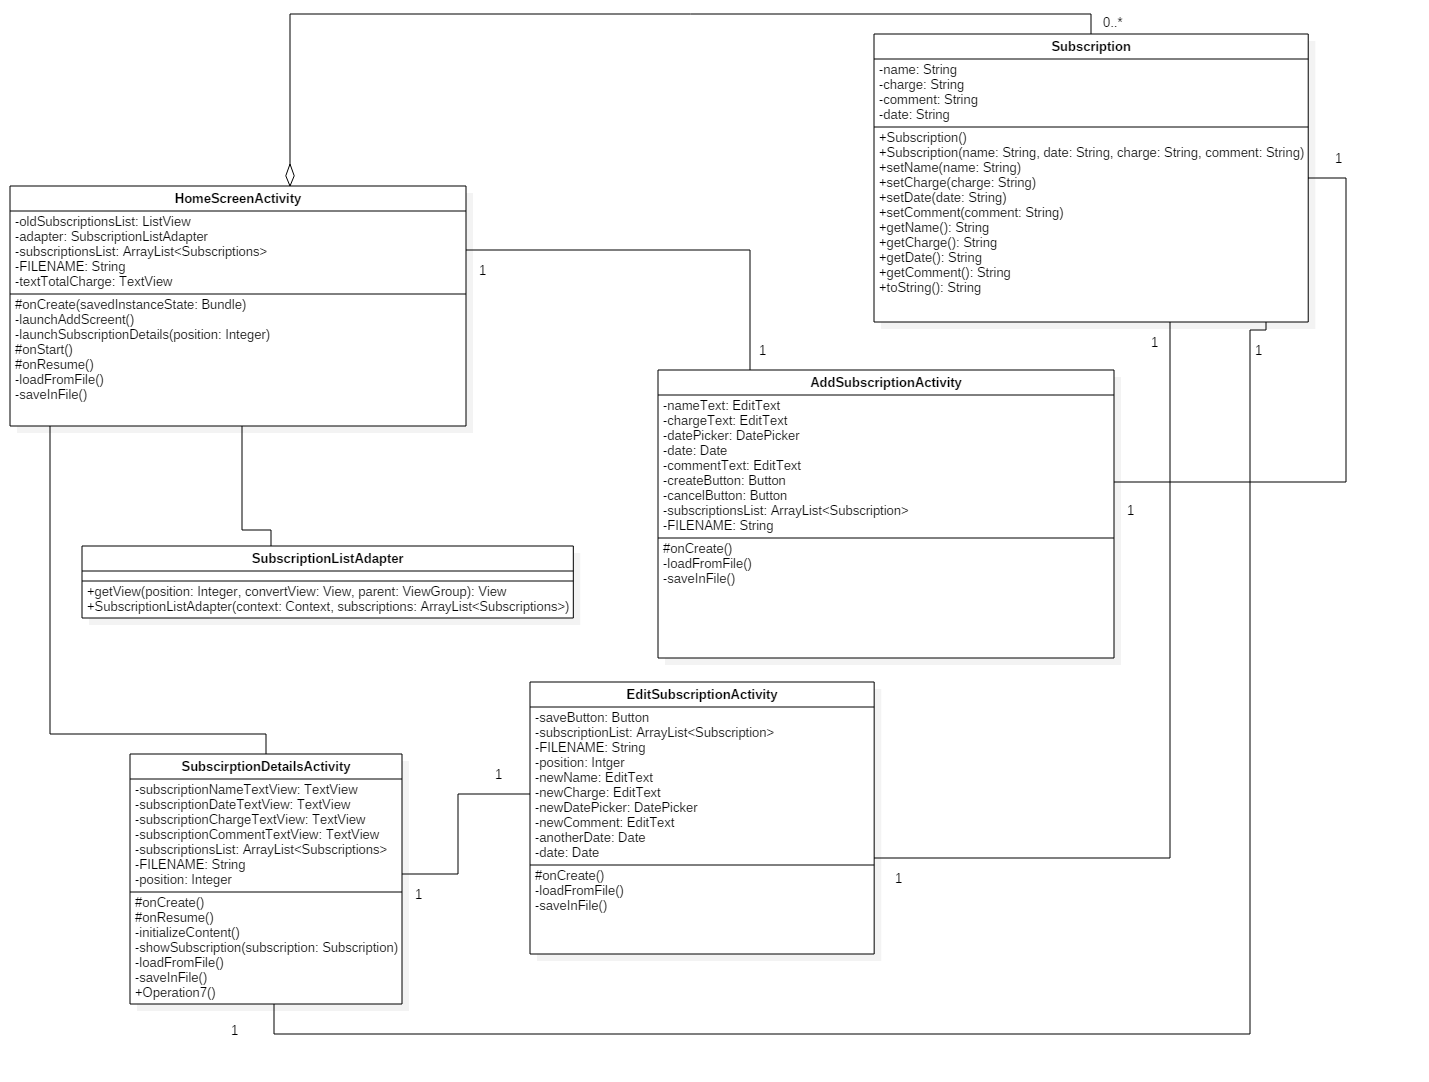 0..*
Subscription
-name: String
-charge: String
-comment: String
-date: String
+Subscription()
+Subscription(name: String, date: String, charge: String, comment: String)
+setName(name: String)
+setCharge(charge: String)
+setDate(date: String)
+setComment(comment: String)
+getName(): String
+getCharge(): String
+getDate(): String
+getComment(): String
+toString(): String
1
1
1
HomeScreenActivity
-oldSubscriptionsList: ListView
-adapter: SubscriptionListAdapter
-subscriptionsList: ArrayList<Subscriptions>
-FILENAME: String
-textTotalCharge: TextView
#onCreate(savedInstanceState: Bundle)
-launchAddScreent()
-launchSubscriptionDetails(position: Integer)
#onStart()
#onResume()
-loadFromFile()
-saveInFile()
1
1
AddSubscriptionActivity
-nameText: EditText
-chargeText: EditText
-datePicker: DatePicker
-date: Date
-commentText: EditText
-createButton: Button
-cancelButton: Button
-subscriptionsList: ArrayList<Subscription>
-FILENAME: String
#onCreate()
-loadFromFile()
-saveInFile()
1
SubscriptionListAdapter
+getView(position: Integer, convertView: View, parent: ViewGroup): View
+SubscriptionListAdapter(context: Context, subscriptions: ArrayList<Subscriptions>)
EditSubscriptionActivity
-saveButton: Button
-subscriptionList: ArrayList<Subscription>
-FILENAME: String
-position: Intger
-newName: EditText
-newCharge: EditText
-newDatePicker: DatePicker
-newComment: EditText
-anotherDate: Date
-date: Date
#onCreate()
-loadFromFile()
-saveInFile()
1
1
SubscirptionDetailsActivity
-subscriptionNameTextView: TextView
-subscriptionDateTextView: TextView
-subscriptionChargeTextView: TextView
-subscriptionCommentTextView: TextView
-subscriptionsList: ArrayList<Subscriptions>
-FILENAME: String
-position: Integer
#onCreate()
#onResume()
-initializeContent()
-showSubscription(subscription: Subscription)
-loadFromFile()
-saveInFile()
+Operation7()
1
1